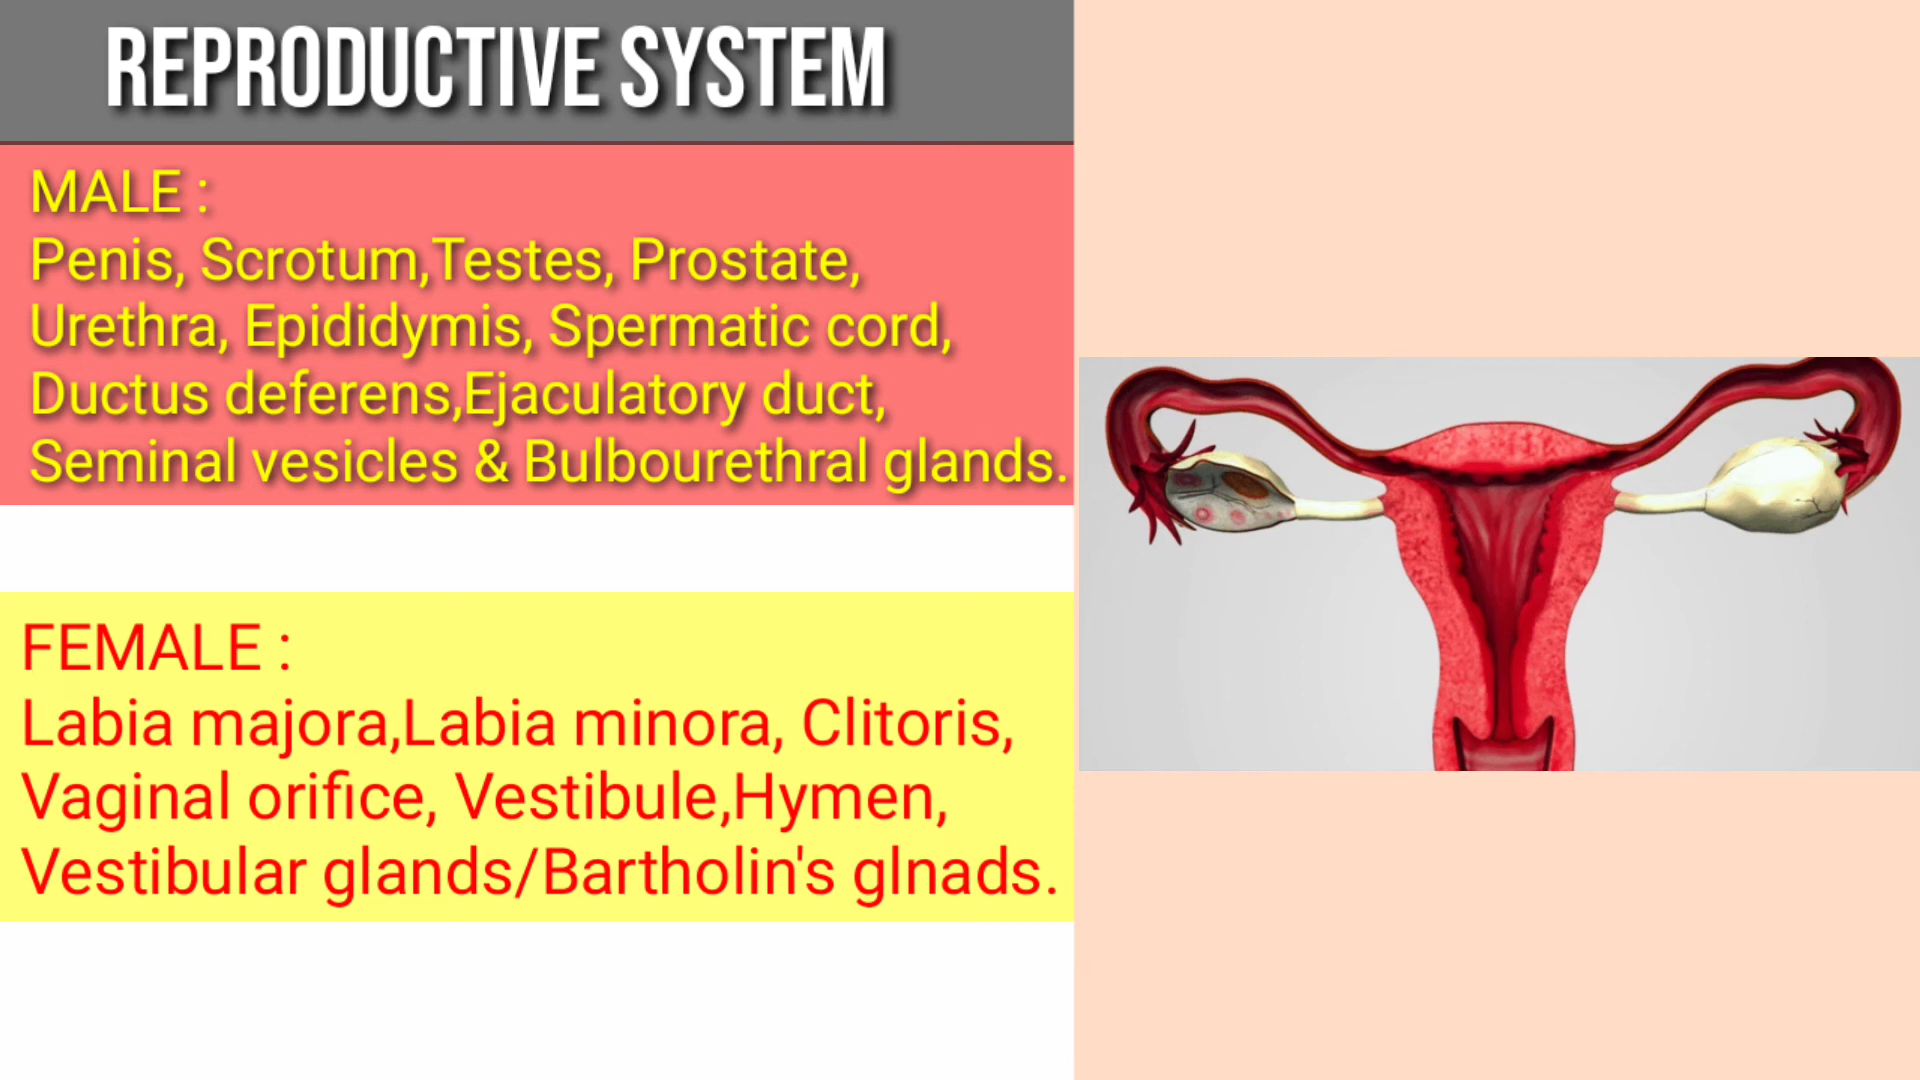 REPRODUCTIVE SYSTEM
MALE :
Penis, Scrotum,Testes, Prostate,
Urethra, Epididymis, Spermatic cord,
Ductus deferens,Ejaculatory duct,
Seminal vesicles & Bulbourethral glands.
FEMALE :
Labia majora,Labia minora, Clitoris,
Vaginal orifice, Vestibule,Hymen,
Vestibular glands/Bartholin's glnads.